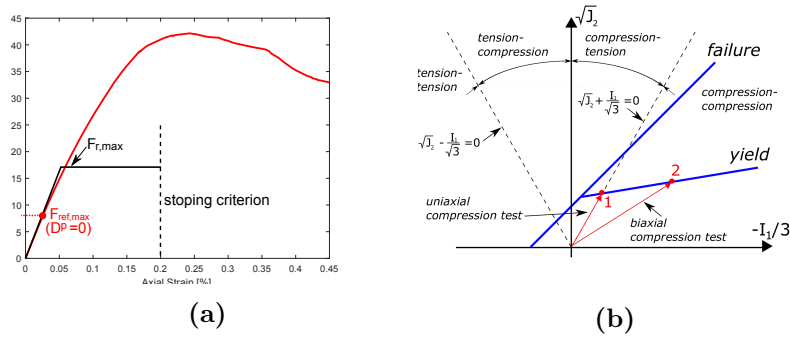 45
40
35
30
25
20
15
10
5
0
0
0.05
0.1
0.15
0.2
0.25
0.3
0.35
0.4
0.45
Axial Strain [%]
Fr,max
stoping criterion
Fref,max
(Dᵖ=0)
(a)
√J₂
tension-
compression
compression-
tension
failure
tension-
tension
compression-
compression
√J₂ + I₁/√3 =0
√J₂ - I₁/√3 =0
yield
2
1
uniaxial
compression test
biaxial
compression test
-I₁/3
(b)